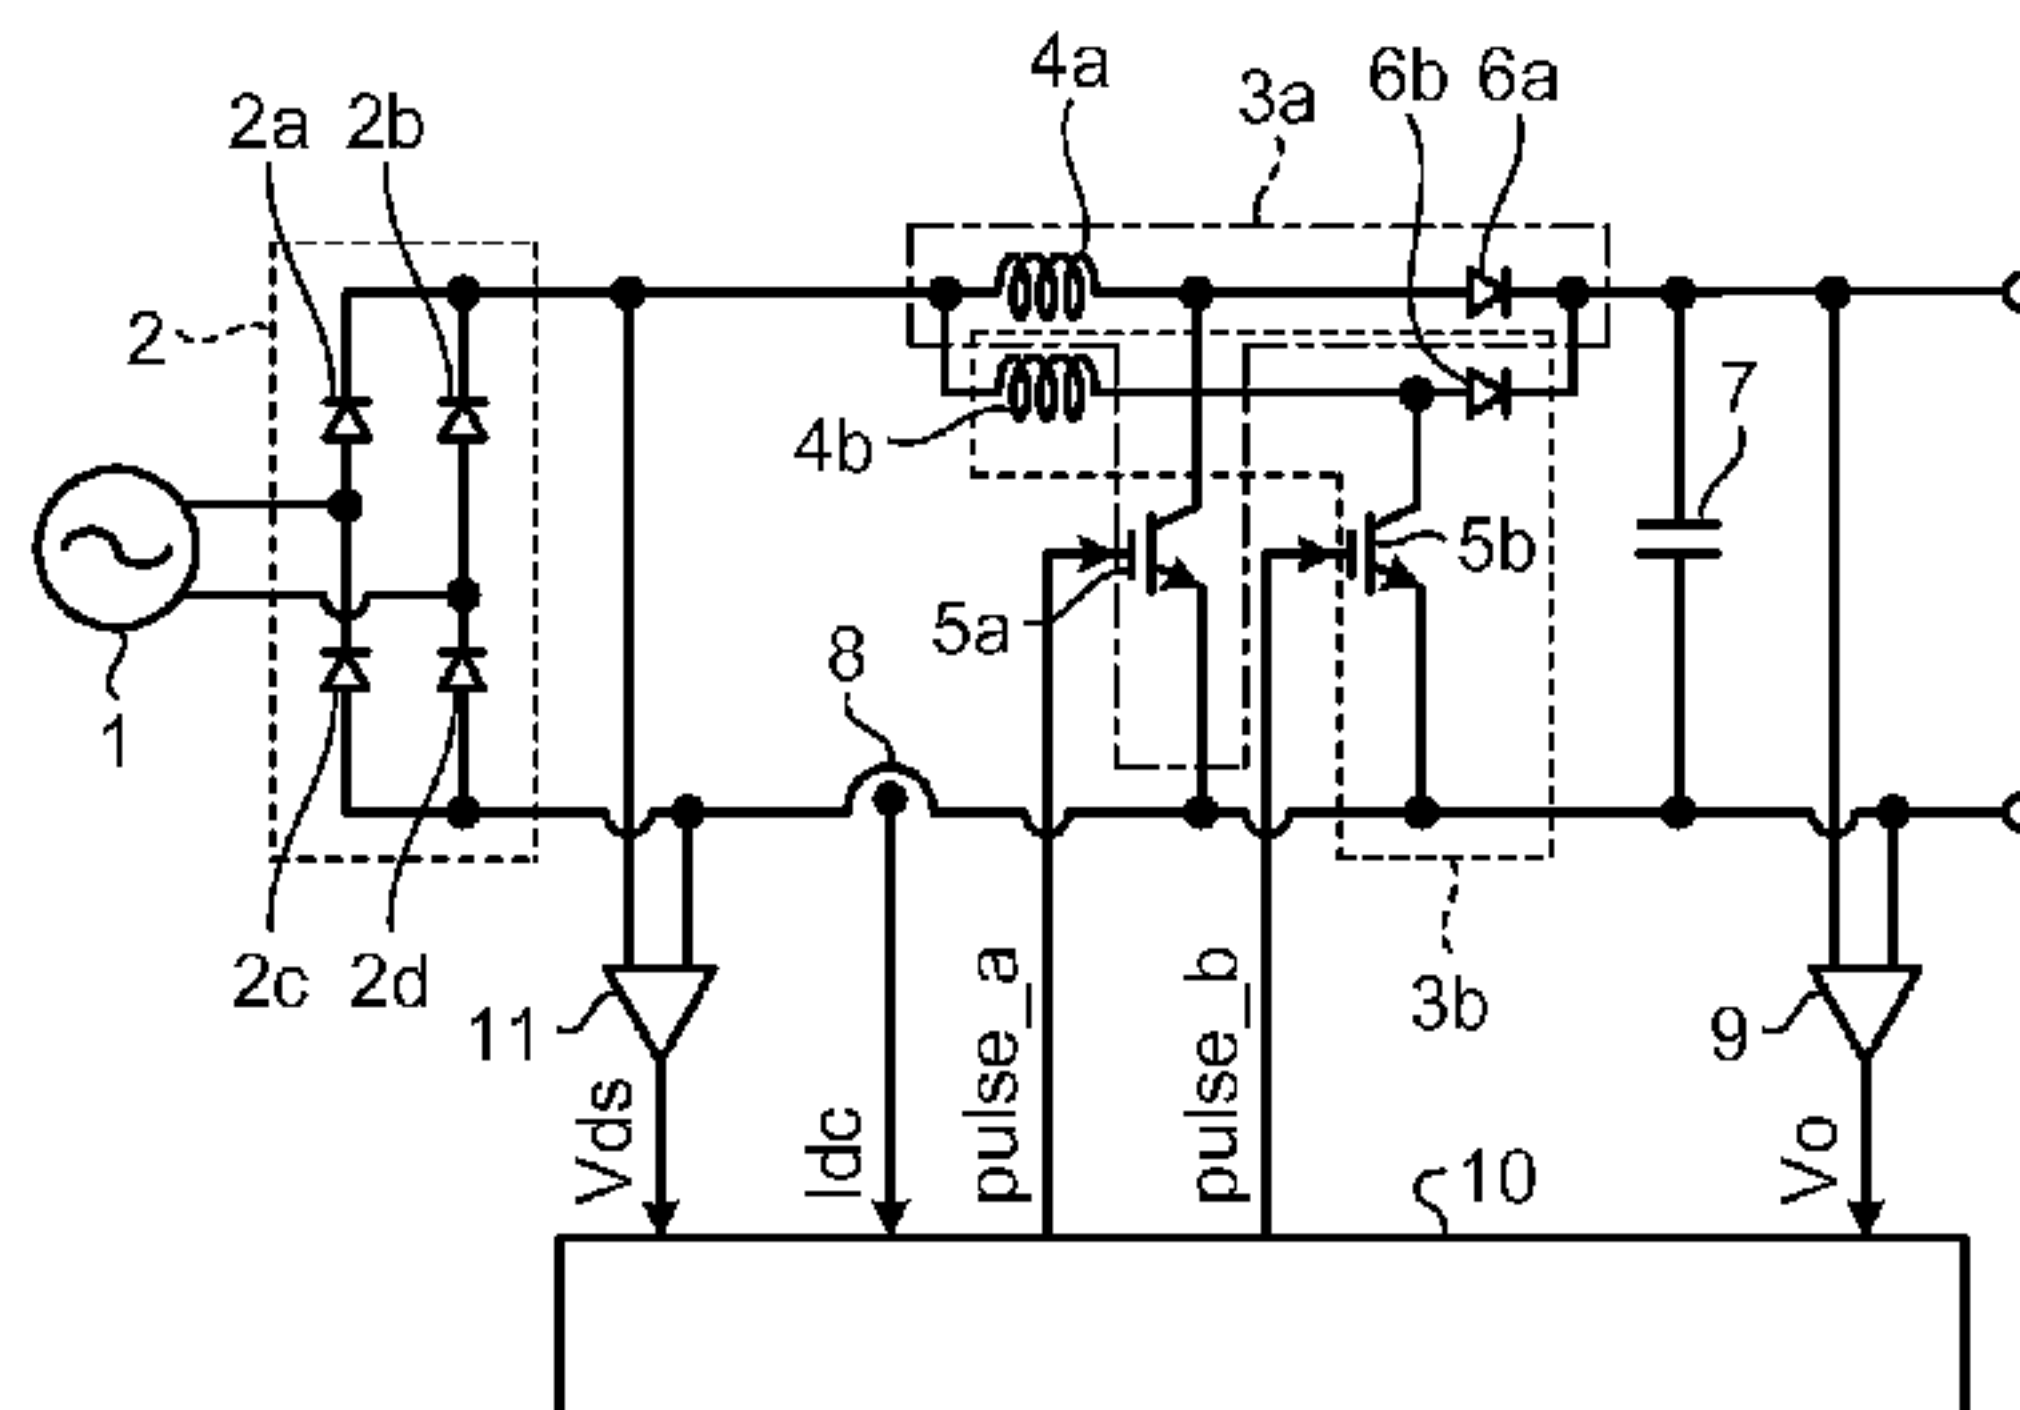 4a
3a
6b
6a
2a
2b
2
7
4b
5b
5a
8
1
2c
2d
11
pulse_a
pulse_b
3b
9
Vds
Idc
10
Vo